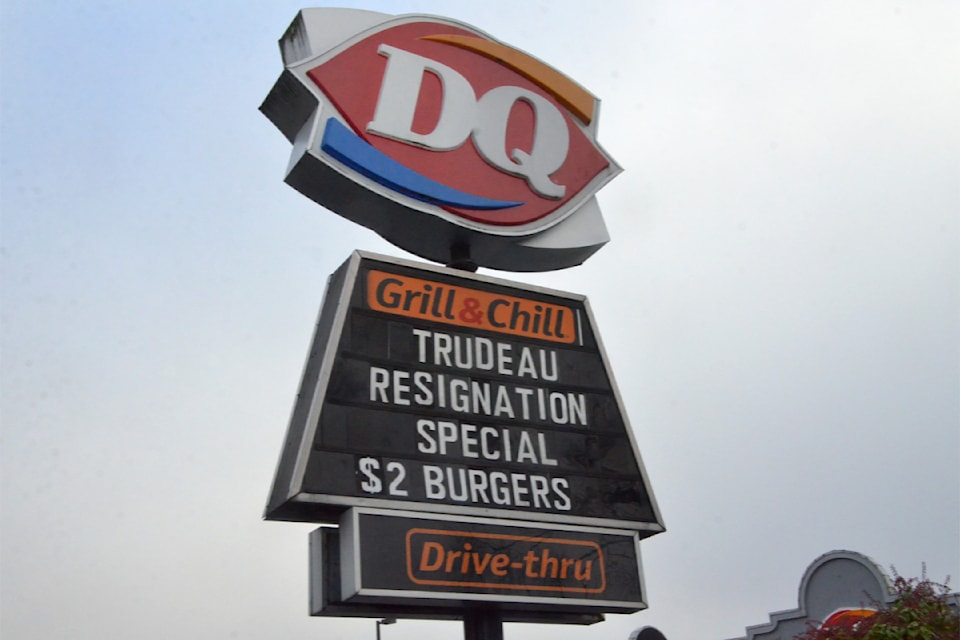 DQ
Grill & Chill
TRUDEAU
RESIGNATION
SPECIAL
$2 BURGERS
Drive-thru